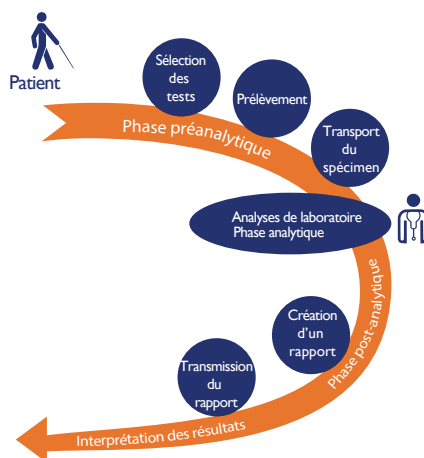 Patient
Sélection
des
tests
Prélèvement
Transport
du
spécimen
Phase préanalytique
Analyses de laboratoire
Phase analytique
Création
d'un
rapport
Phase post-analytique
Transmission
du
rapport
Interprétation des résultats